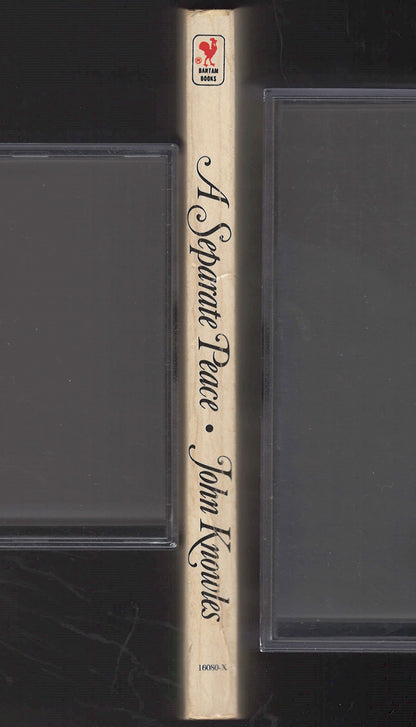 BANTAM
BOOKS
A Separate Peace • John Knowles
16080-X